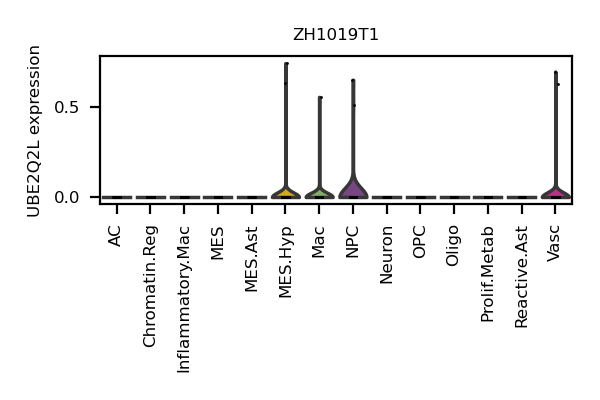 ZH1019T1
UBE2Q2L expression
0.5
0.0
AC
Chromatin.Reg
Inflammatory.Mac
MES
MES.Ast
MES.Hyp
Mac
NPC
Neuron
OPC
Oligo
Prolif.Metab
Reactive.Ast
Vasc